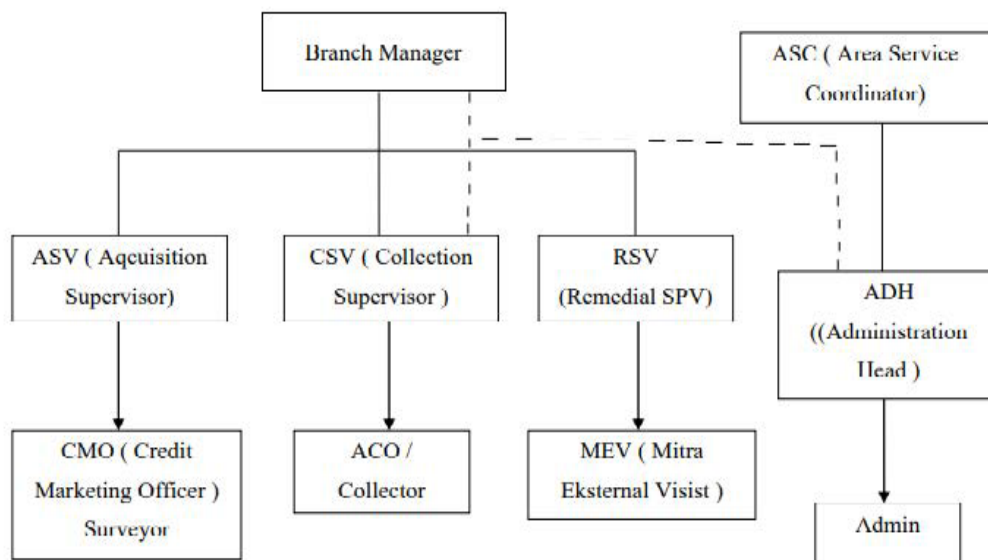 Branch Manager
ASC ( Area Service
Coordinator)
ASV ( Aqcuisition
Supervisor)
CSV ( Collection
Supervisor )
RSV
(Remedial SPV)
ADH
((Administration
Head )
CMO ( Credit
Marketing Officer )
Surveyor
ACO /
Collector
MEV ( Mitra
Eksternal Visist )
Admin